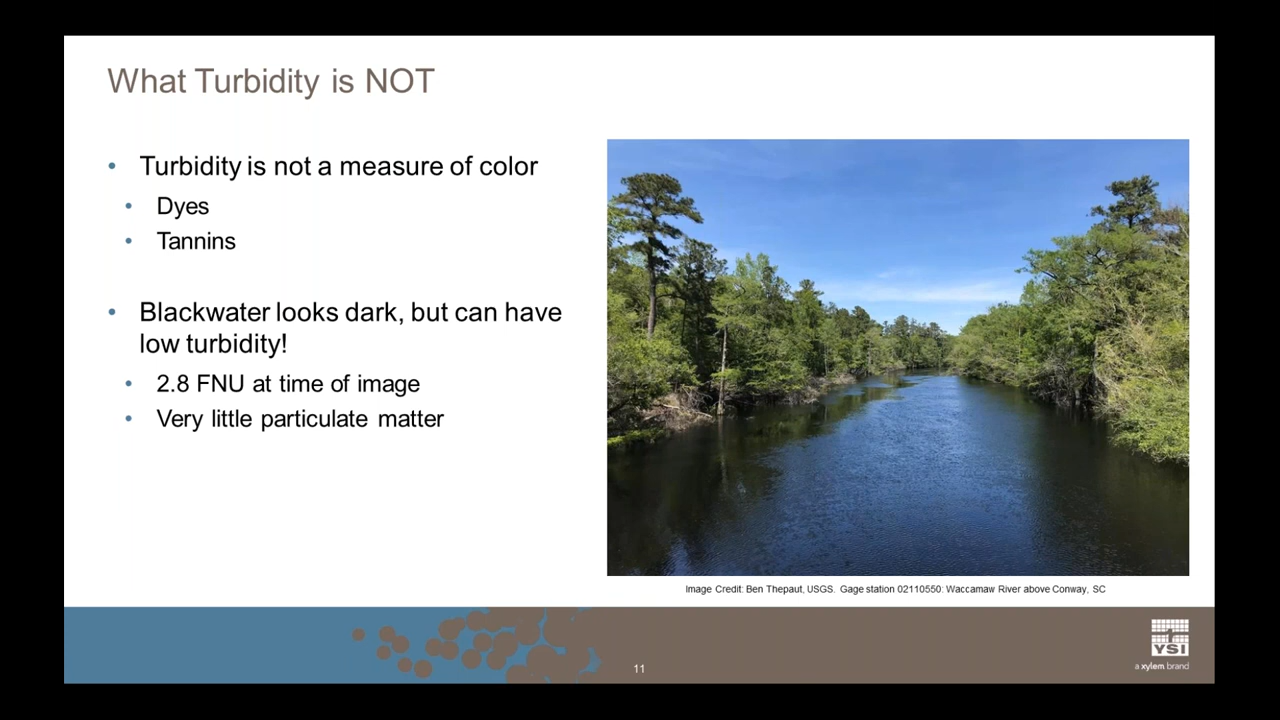 What Turbidity is NOT
• Turbidity is not a measure of color
• Dyes
• Tannins
• Blackwater looks dark, but can have
low turbidity!
• 2.8 FNU at time of image
• Very little particulate matter
Image Credit: Ben Thepaut, USGS. Gage station 02110550: Waccamaw River above Conway, SC
11
YSI
a xylem brand